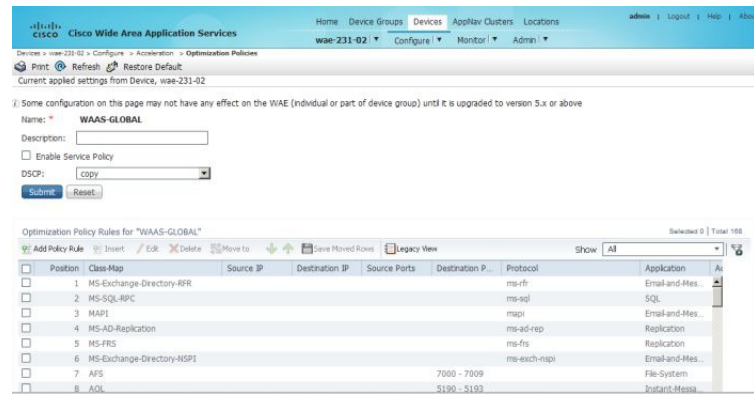 Home Device Groups Devices AppNav Clusters Locations
admin | Logout | Help | Abou
cisco Cisco Wide Area Application Services
wae-231-02 Configure Monitor Admin
Devices > wae-231-02 > Configure > Acceleration > Optimization Policies
Print Refresh Restore Default
Current applied settings from Device, wae-231-02
Some configuration on this page may not have any effect on the WAE (individual or part of device group) until it is upgraded to version 5.x or above
Name: * WAAS-GLOBAL
Description:
Enable Service Policy
DSCP: copy
Submit Reset
Optimization Policy Rules for "WAAS-GLOBAL" Selected 0 | Total 168
Add Policy Rule Insert Edit Delete Move to Save Moved Rows Legacy View Show All
Position Class-Map Source IP Destination IP Source Ports Destination P... Protocol Application Ac
1 MS-Exchange-Directory-RFR ms-rfr Email-and-Mes...
2 MS-SQL-RPC ms-sql SQL
3 MAPI mapi Email-and-Mes...
4 MS-AD-Replication ms-ad-rep Replication
5 MS-FRS ms-frs Replication
6 MS-Exchange-Directory-NSPI ms-exch-nspi Email-and-Mes...
7 AFS 7000 - 7009 File-System
8 AOL 5190 - 5193 Instant-Messa...